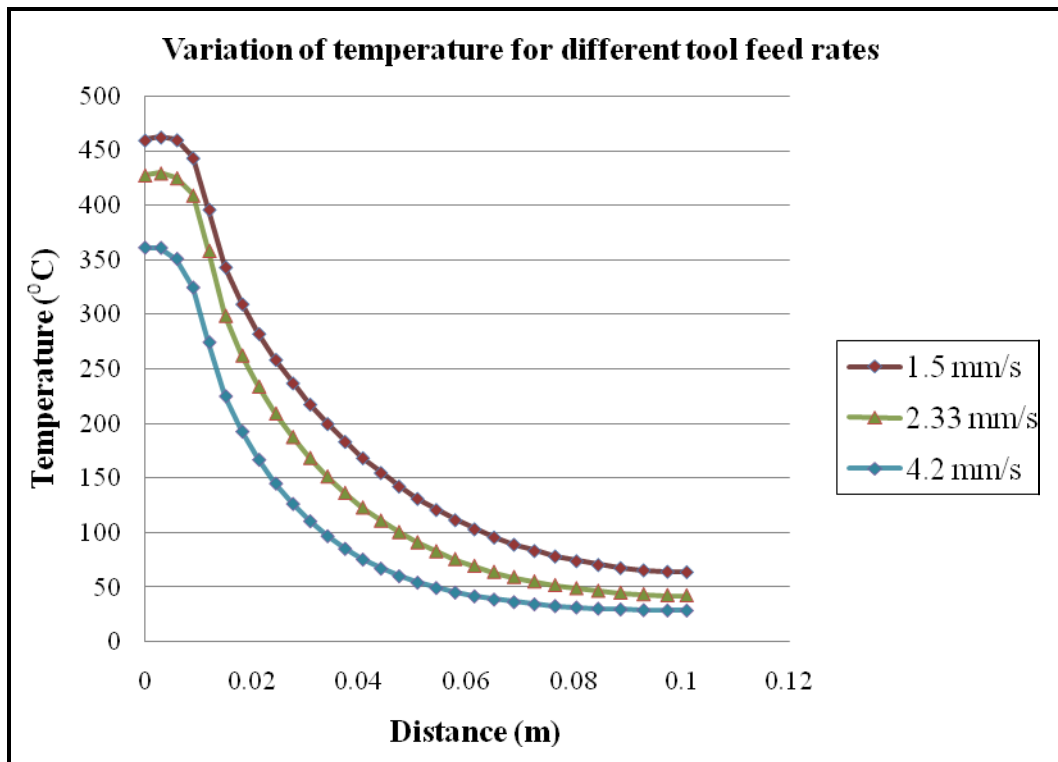 Variation of temperature for different tool feed rates
500
450
400
350
300
250
200
150
100
50
0
Temperature (⁰C)
0 0.02 0.04 0.06 0.08 0.1 0.12
Distance (m)
1.5 mm/s
2.33 mm/s
4.2 mm/s